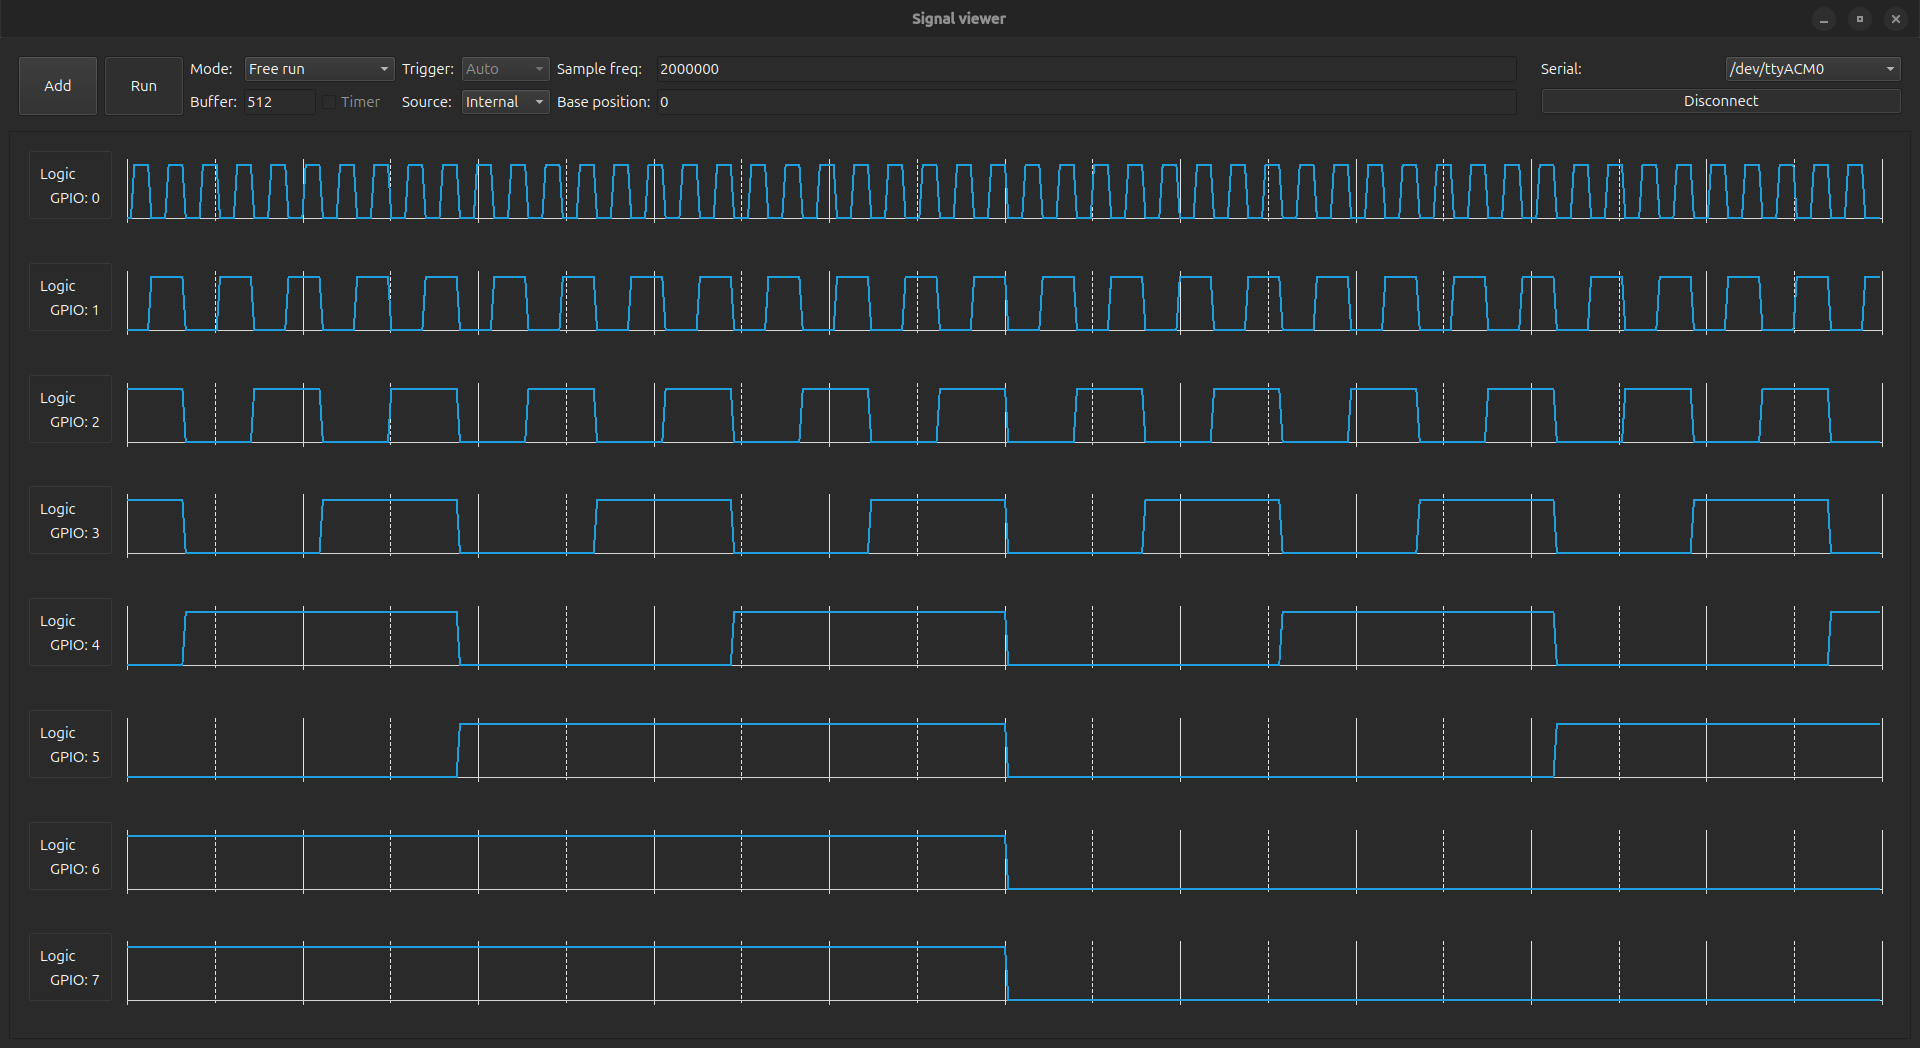 Signal viewer
Add
Run
Mode: Free run Trigger: Auto Sample freq: 2000000
Buffer: 512 Timer Source: Internal Base position: 0
Serial: /dev/ttyACM0
Disconnect
Logic
GPIO: 0
Logic
GPIO: 1
Logic
GPIO: 2
Logic
GPIO: 3
Logic
GPIO: 4
Logic
GPIO: 5
Logic
GPIO: 6
Logic
GPIO: 7